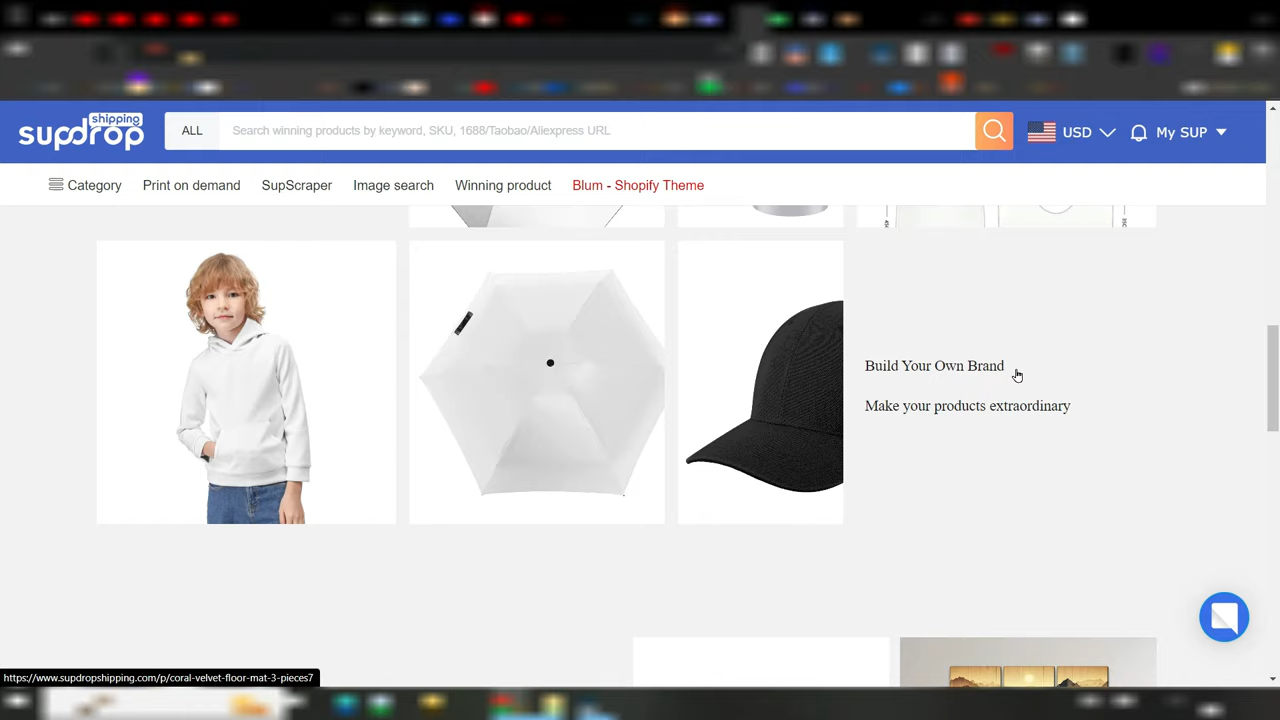 shipping
supdrop
ALL
Search winning products by keyword, SKU, 1688/Taobao/Aliexpress URL
USD
My SUP
Category
Print on demand
SupScraper
Image search
Winning product
Blum - Shopify Theme
Build Your Own Brand
Make your products extraordinary
https://www.supdropshipping.com/p/coral-velvet-floor-mat-3-pieces7